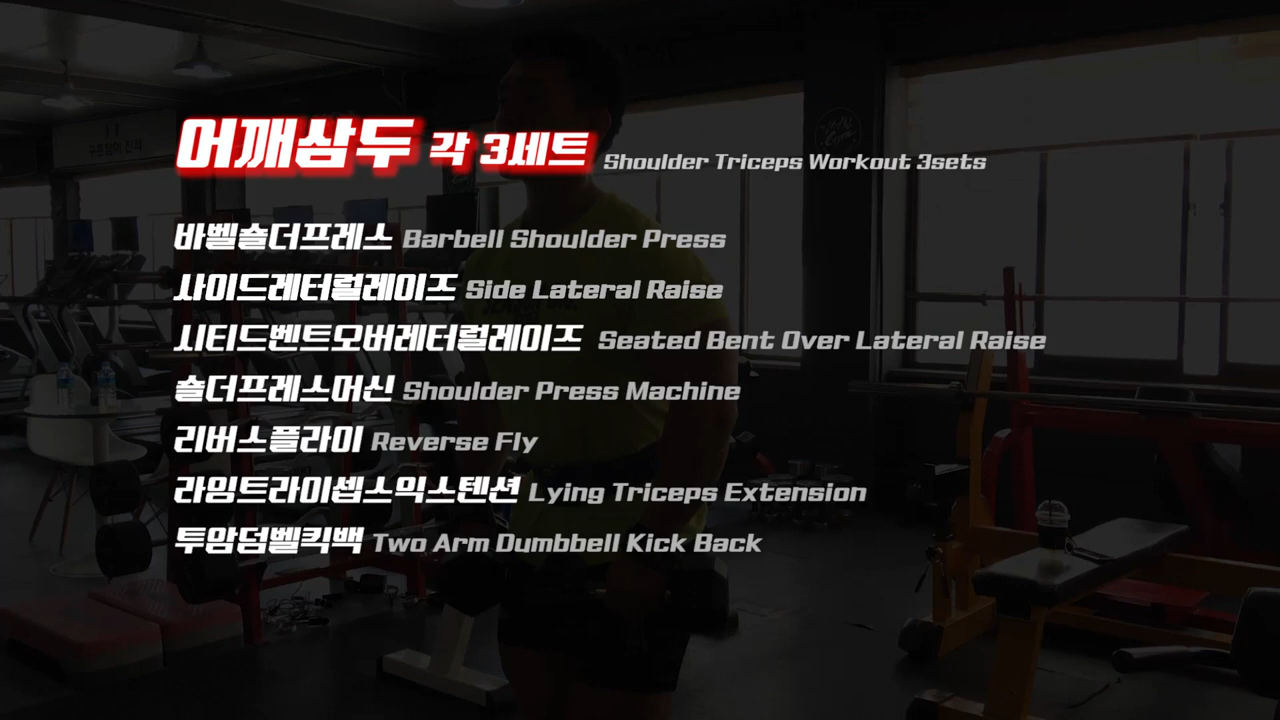 어깨삼두 각 3세트 Shoulder Triceps Workout 3sets
바벨숄더프레스 Barbell Shoulder Press
사이드레터럴레이즈 Side Lateral Raise
시티드벤트오버레터럴레이즈 Seated Bent Over Lateral Raise
숄더프레스머신 Shoulder Press Machine
리버스플라이 Reverse Fly
라잉트라이셉스익스텐션 Lying Triceps Extension
투암덤벨킥백 Two Arm Dumbbell Kick Back